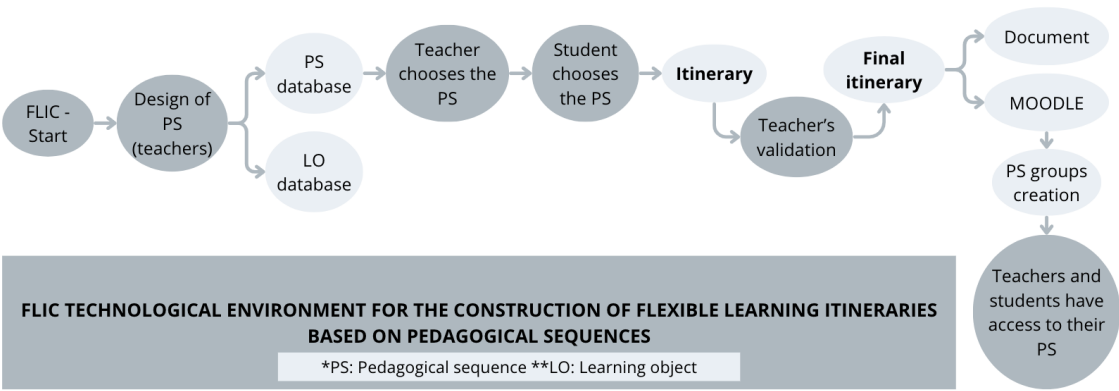 FLIC -
Start
Design of
PS
(teachers)
PS
database
LO
database
Teacher
chooses the
PS
Student
chooses
the PS
Itinerary
Teacher's
validation
Final
itinerary
Document
MOODLE
PS groups
creation
Teachers and
students have
access to their
PS
FLIC TECHNOLOGICAL ENVIRONMENT FOR THE CONSTRUCTION OF FLEXIBLE LEARNING ITINERARIES
BASED ON PEDAGOGICAL SEQUENCES
*PS: Pedagogical sequence **LO: Learning object